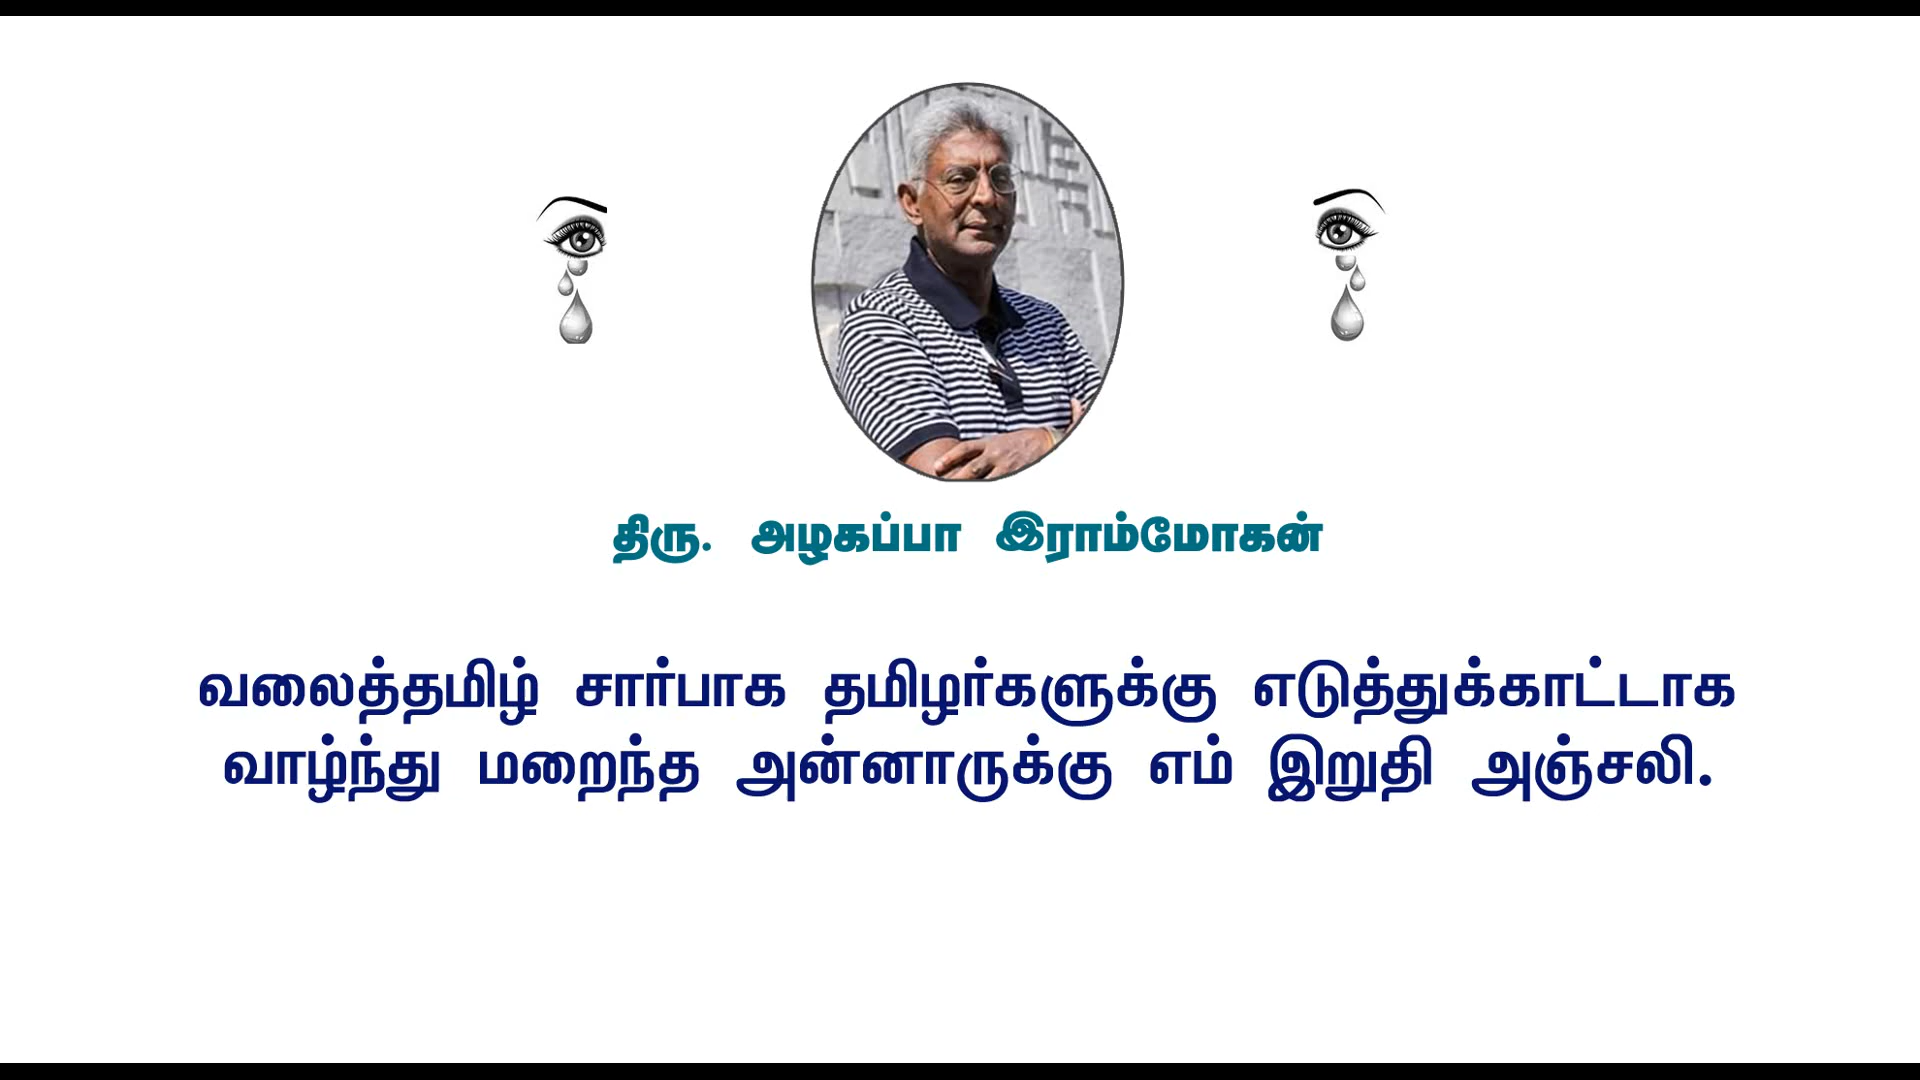 திரு. அழகப்பா இராம்மோகன்
வலைத்தமிழ் சார்பாக தமிழர்களுக்கு எடுத்துக்காட்டாக
வாழ்ந்து மறைந்த அன்னாருக்கு எம் இறுதி அஞ்சலி.